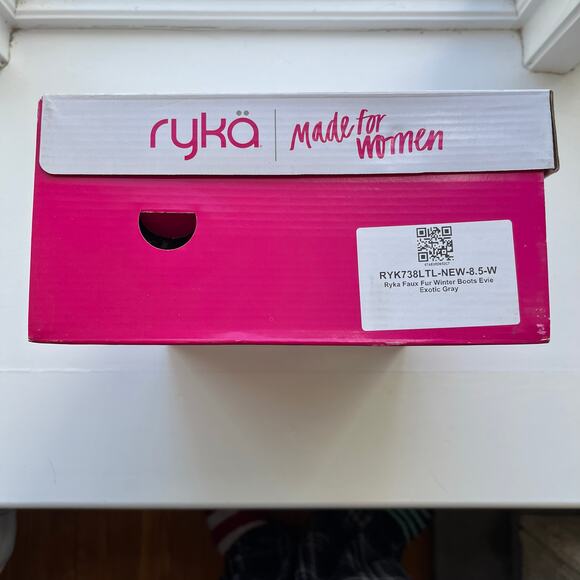 rykä
Made for
women
RYK738LTL-NEW-8.5-W
Ryka Faux Fur Winter Boots Evie
Exotic Gray